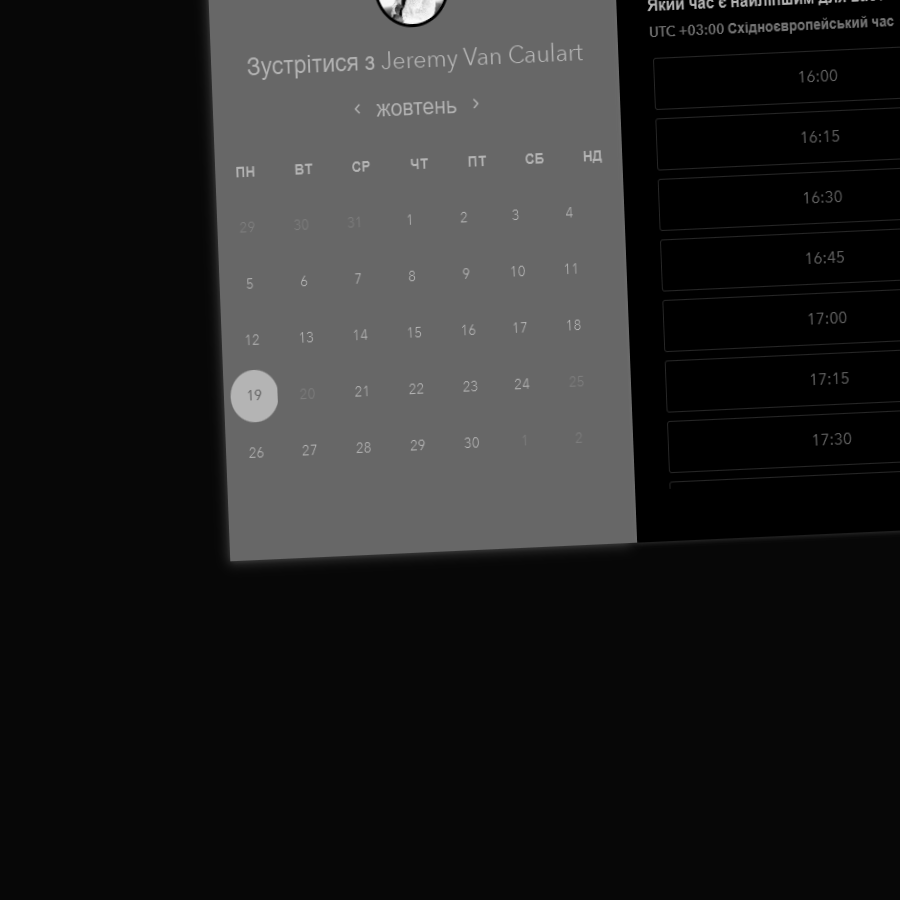 Зустрітися з Jeremy Van Caulart
‹ жовтень ›
ПН ВТ СР ЧТ ПТ СБ НД
29 30 31 1 2 3 4
5 6 7 8 9 10 11
12 13 14 15 16 17 18
19 20 21 22 23 24 25
26 27 28 29 30 1 2
Який час є найліпшим для
UTC +03:00 Східноєвропейський час
16:00
16:15
16:30
16:45
17:00
17:15
17:30